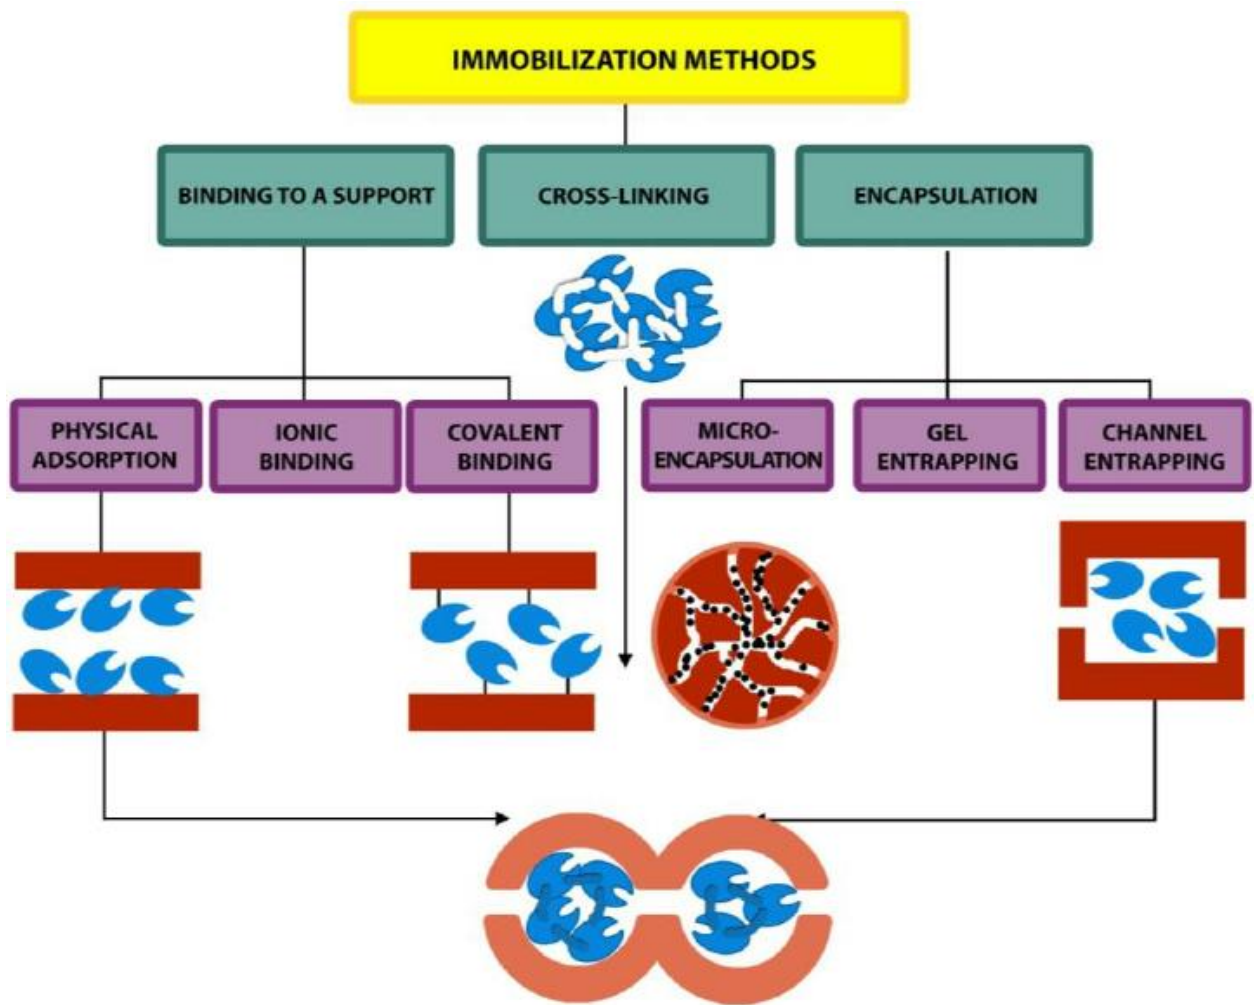 IMMOBILIZATION METHODS
BINDING TO A SUPPORT
CROSS-LINKING
ENCAPSULATION
PHYSICAL
ADSORPTION
IONIC
BINDING
COVALENT
BINDING
MICRO-
ENCAPSULATION
GEL
ENTRAPPING
CHANNEL
ENTRAPPING